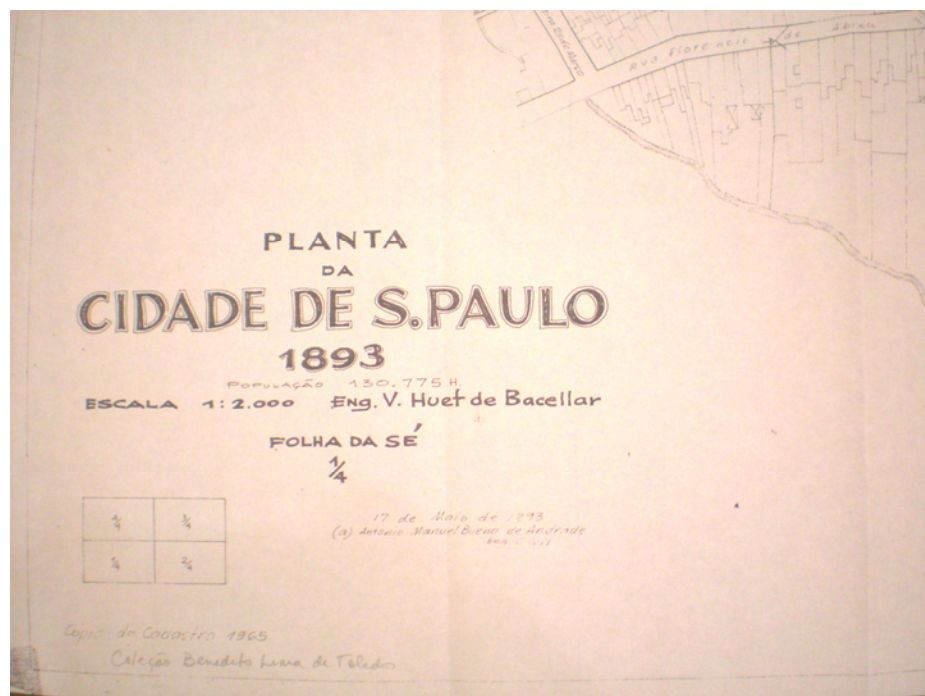 Rua Florencio de Abreu
PLANTA
DA
CIDADE DE S. PAULO
1893
POPULAÇÃO 130.775 H.
ESCALA 1:2.000 ENG. V. Huet de Bacellar
FOLHA DA SÉ
1/4
3/4
1/4 2/4
17 de Maio de 1893
(a) Antonio Manuel Bueno de Andrade
Eng. Civil
Copia do Cadastro 1965
Coleção Benedito Lima de Toledo